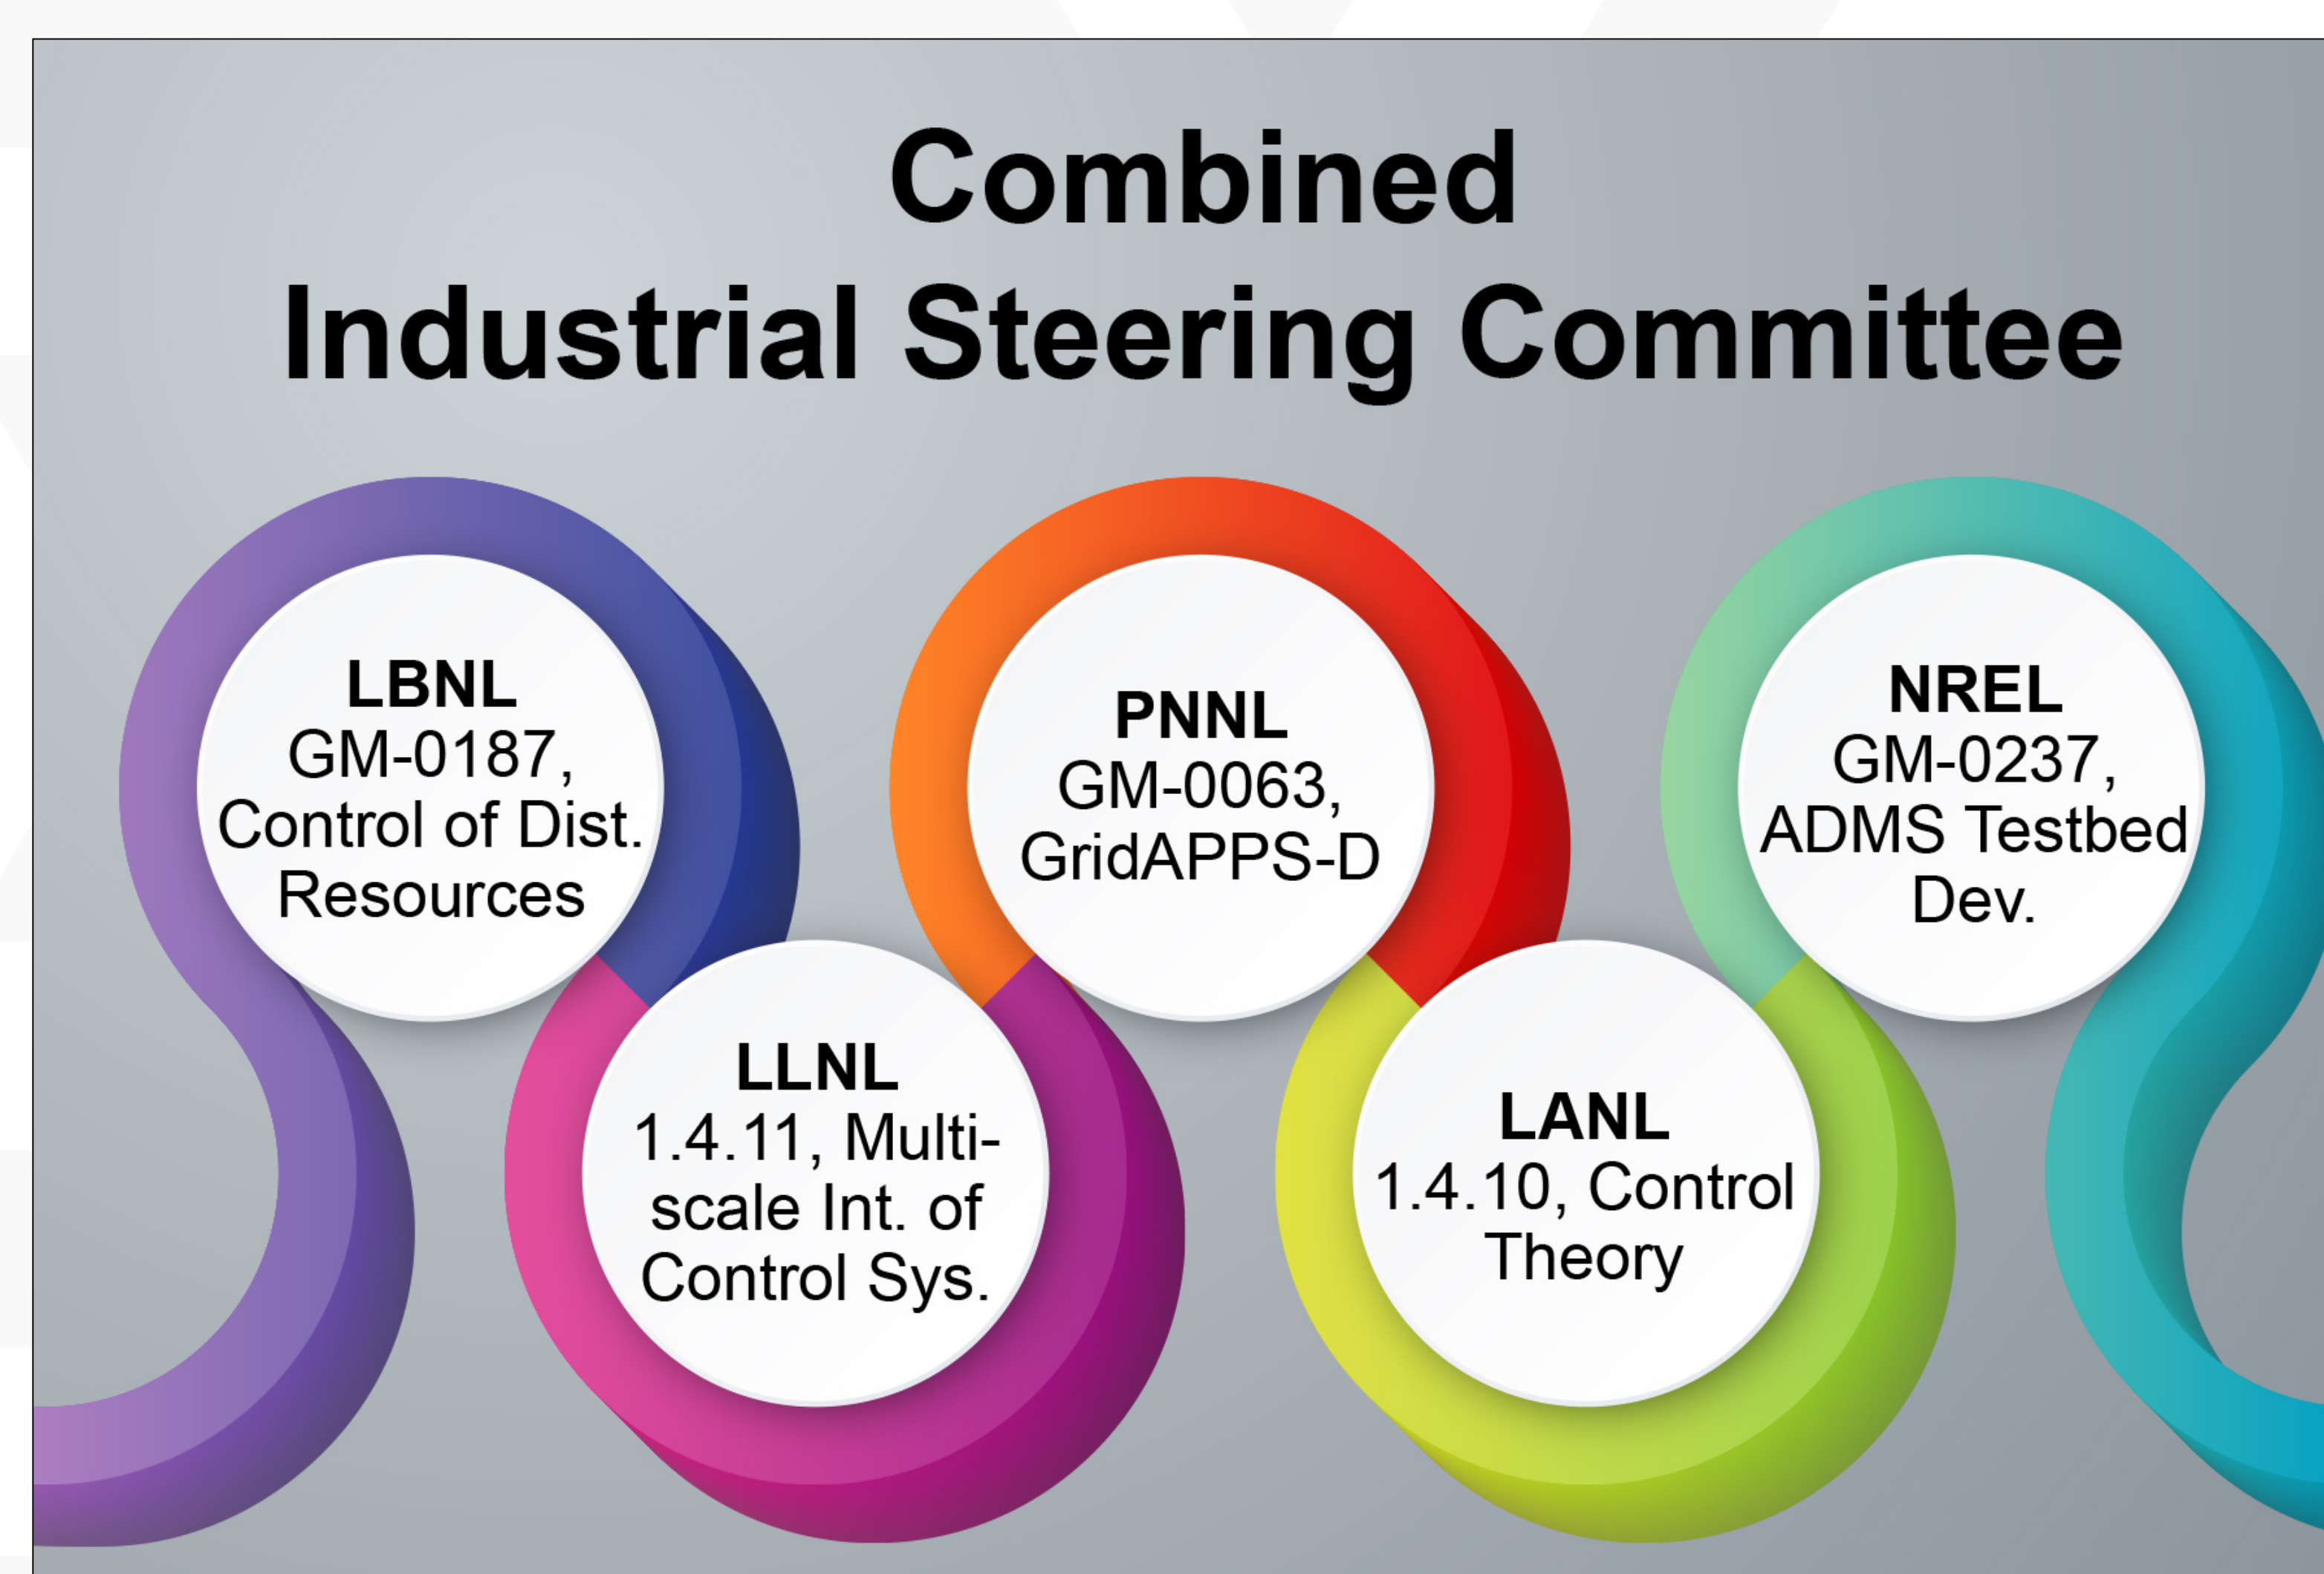 Combined
Industrial Steering Committee
LBNL
GM-0187,
Control of Dist.
Resources
LLNL
1.4.11, Multi-
scale Int. of
Control Sys.
PNNL
GM-0063,
GridAPPS-D
LANL
1.4.10, Control
Theory
NREL
GM-0237,
ADMS Testbed
Dev.